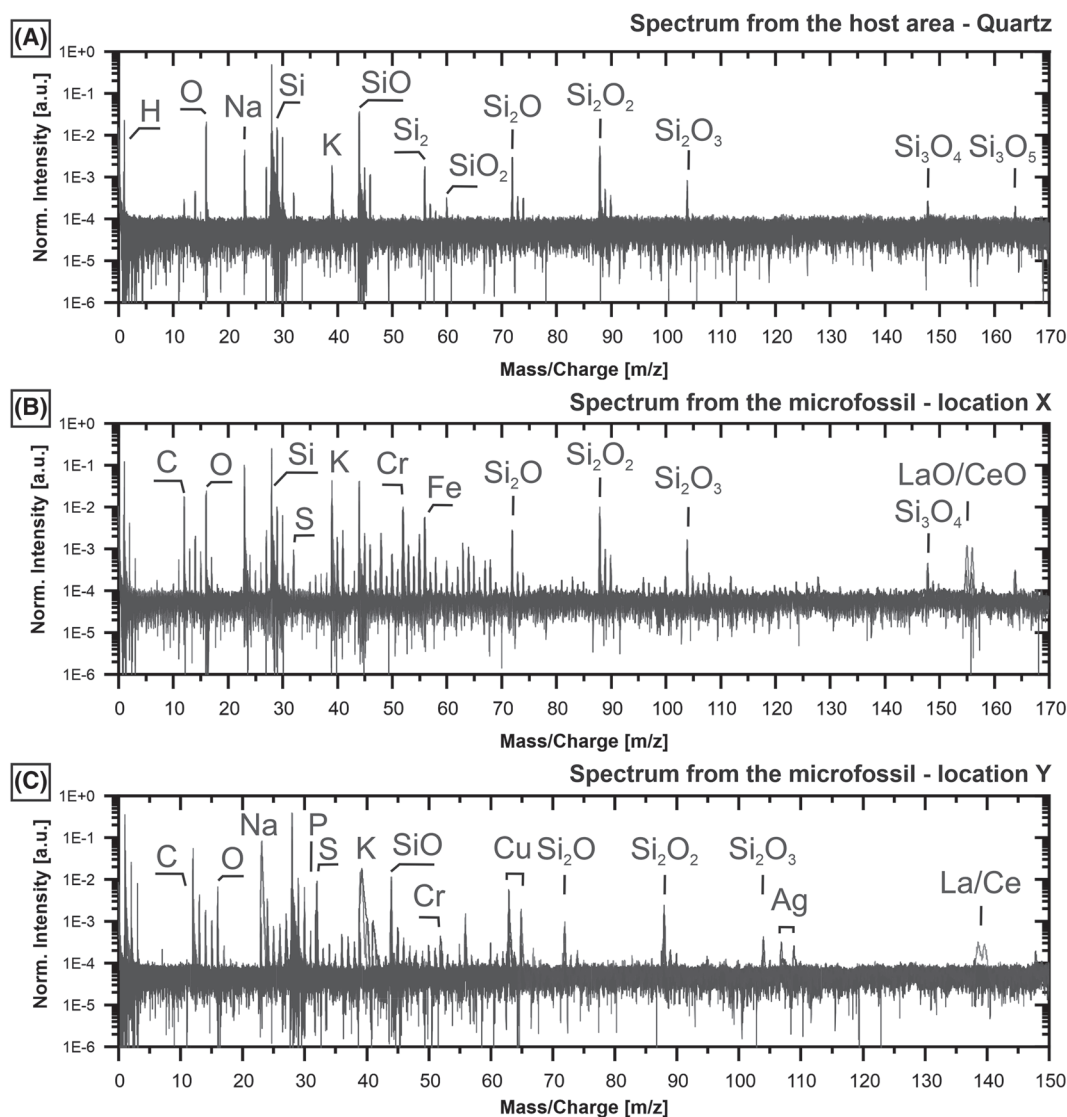 (A)
Spectrum from the host area - Quartz
Norm. Intensity [a.u.]
1E+0
1E-1
1E-2
1E-3
1E-4
1E-5
1E-6
H
O
Na
Si
K
SiO
Si₂
SiO₂
Si₂O
Si₂O₂
Si₂O₃
Si₃O₄
Si₃O₅
0 10 20 30 40 50 60 70 80 90 100 110 120 130 140 150 160 170
Mass/Charge [m/z]
(B)
Spectrum from the microfossil - location X
Norm. Intensity [a.u.]
1E+0
1E-1
1E-2
1E-3
1E-4
1E-5
1E-6
C
O
Si
S
K
Cr
Fe
Si₂O
Si₂O₂
Si₂O₃
LaO/CeO
Si₃O₄
0 10 20 30 40 50 60 70 80 90 100 110 120 130 140 150 160 170
Mass/Charge [m/z]
(C)
Spectrum from the microfossil - location Y
Norm. Intensity [a.u.]
1E+0
1E-1
1E-2
1E-3
1E-4
1E-5
1E-6
C
O
Na
P
S
K
SiO
Cr
Cu
Si₂O
Si₂O₂
Si₂O₃
Ag
La/Ce
0 10 20 30 40 50 60 70 80 90 100 110 120 130 140 150
Mass/Charge [m/z]